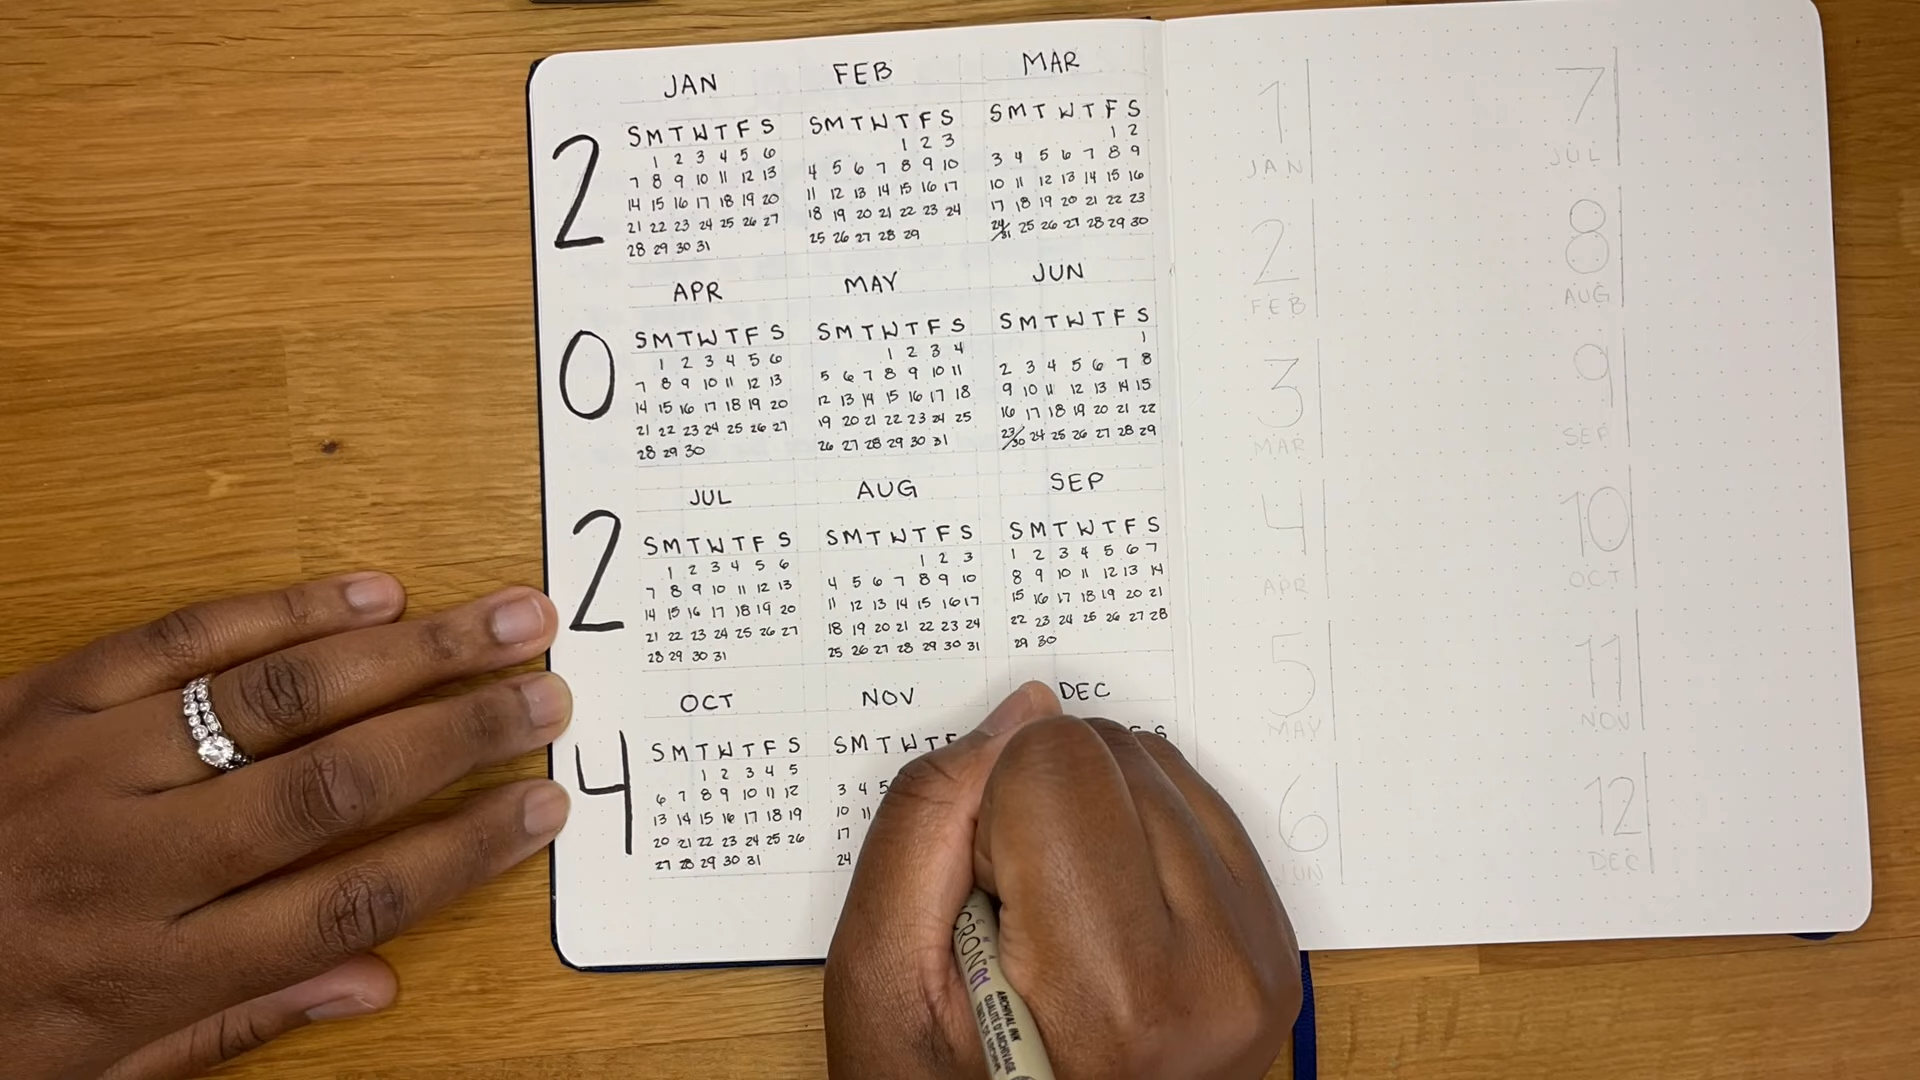 2024
JAN
S M T W T F S
1 2 3 4 5 6
7 8 9 10 11 12 13
14 15 16 17 18 19 20
21 22 23 24 25 26 27
28 29 30 31
FEB
S M T W T F S
1 2 3
4 5 6 7 8 9 10
11 12 13 14 15 16 17
18 19 20 21 22 23 24
25 26 27 28 29
MAR
S M T W T F S
1 2
3 4 5 6 7 8 9
10 11 12 13 14 15 16
17 18 19 20 21 22 23
24/31 25 26 27 28 29 30
APR
S M T W T F S
1 2 3 4 5 6
7 8 9 10 11 12 13
14 15 16 17 18 19 20
21 22 23 24 25 26 27
28 29 30
MAY
S M T W T F S
1 2 3 4
5 6 7 8 9 10 11
12 13 14 15 16 17 18
19 20 21 22 23 24 25
26 27 28 29 30 31
JUN
S M T W T F S
1
2 3 4 5 6 7 8
9 10 11 12 13 14 15
16 17 18 19 20 21 22
23/30 24 25 26 27 28 29
JUL
S M T W T F S
1 2 3 4 5 6
7 8 9 10 11 12 13
14 15 16 17 18 19 20
21 22 23 24 25 26 27
28 29 30 31
AUG
S M T W T F S
1 2 3
4 5 6 7 8 9 10
11 12 13 14 15 16 17
18 19 20 21 22 23 24
25 26 27 28 29 30 31
SEP
S M T W T F S
1 2 3 4 5 6 7
8 9 10 11 12 13 14
15 16 17 18 19 20 21
22 23 24 25 26 27 28
29 30
OCT
S M T W T F S
1 2 3 4 5
6 7 8 9 10 11 12
13 14 15 16 17 18 19
20 21 22 23 24 25 26
27 28 29 30 31
NOV
S M T W T F
3 4 5
10 11
17
24
DEC
S
1
JAN
2
FEB
3
MAR
4
APR
5
MAY
6
JUN
7
JUL
8
AUG
9
SEP
10
OCT
11
NOV
12
DEC
CRON 01
ARCHIVAL INK
QUALITÉ D'ARCHIVAGE